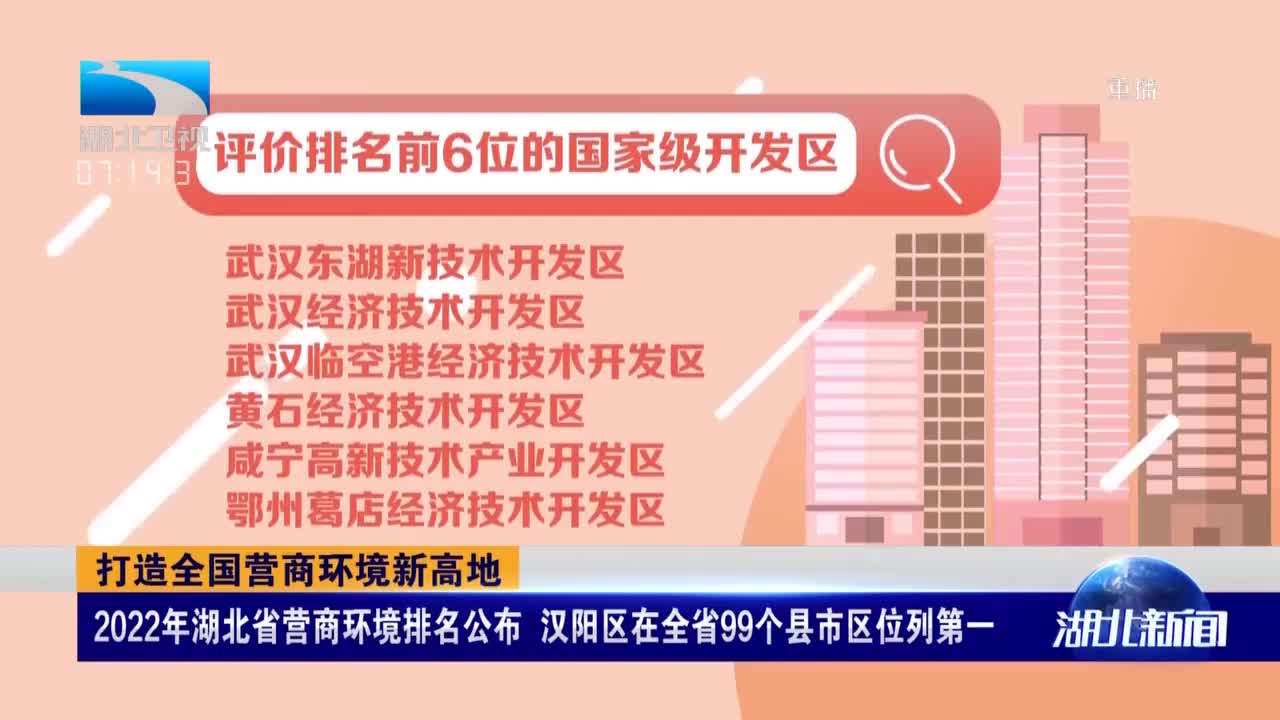 重播
湖北卫视
07:19:3
评价排名前6位的国家级开发区
武汉东湖新技术开发区
武汉经济技术开发区
武汉临空港经济技术开发区
黄石经济技术开发区
咸宁高新技术产业开发区
鄂州葛店经济技术开发区
打造全国营商环境新高地
2022年湖北省营商环境排名公布 汉阳区在全省99个县市区位列第一
湖北新闻